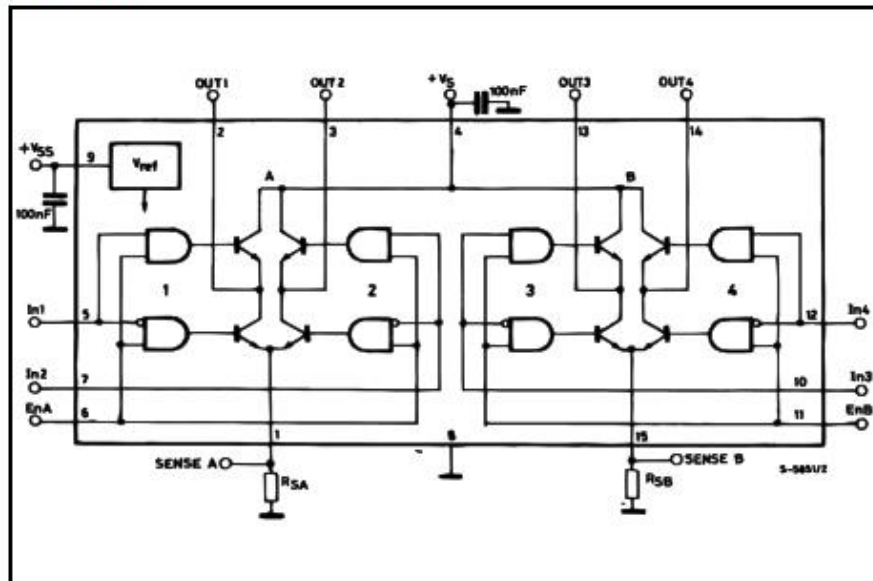 OUT1 OUT2 +Vs 100nF OUT3 OUT4
2 3 4 13 14
+Vss 9 Vref
A B
100nF
1 2 3 4
In1 5 12 In4
In2 7 10 In3
EnA 6 11 EnB
1 8 15
SENSE A SENSE B S-5851/2
RSA RSB